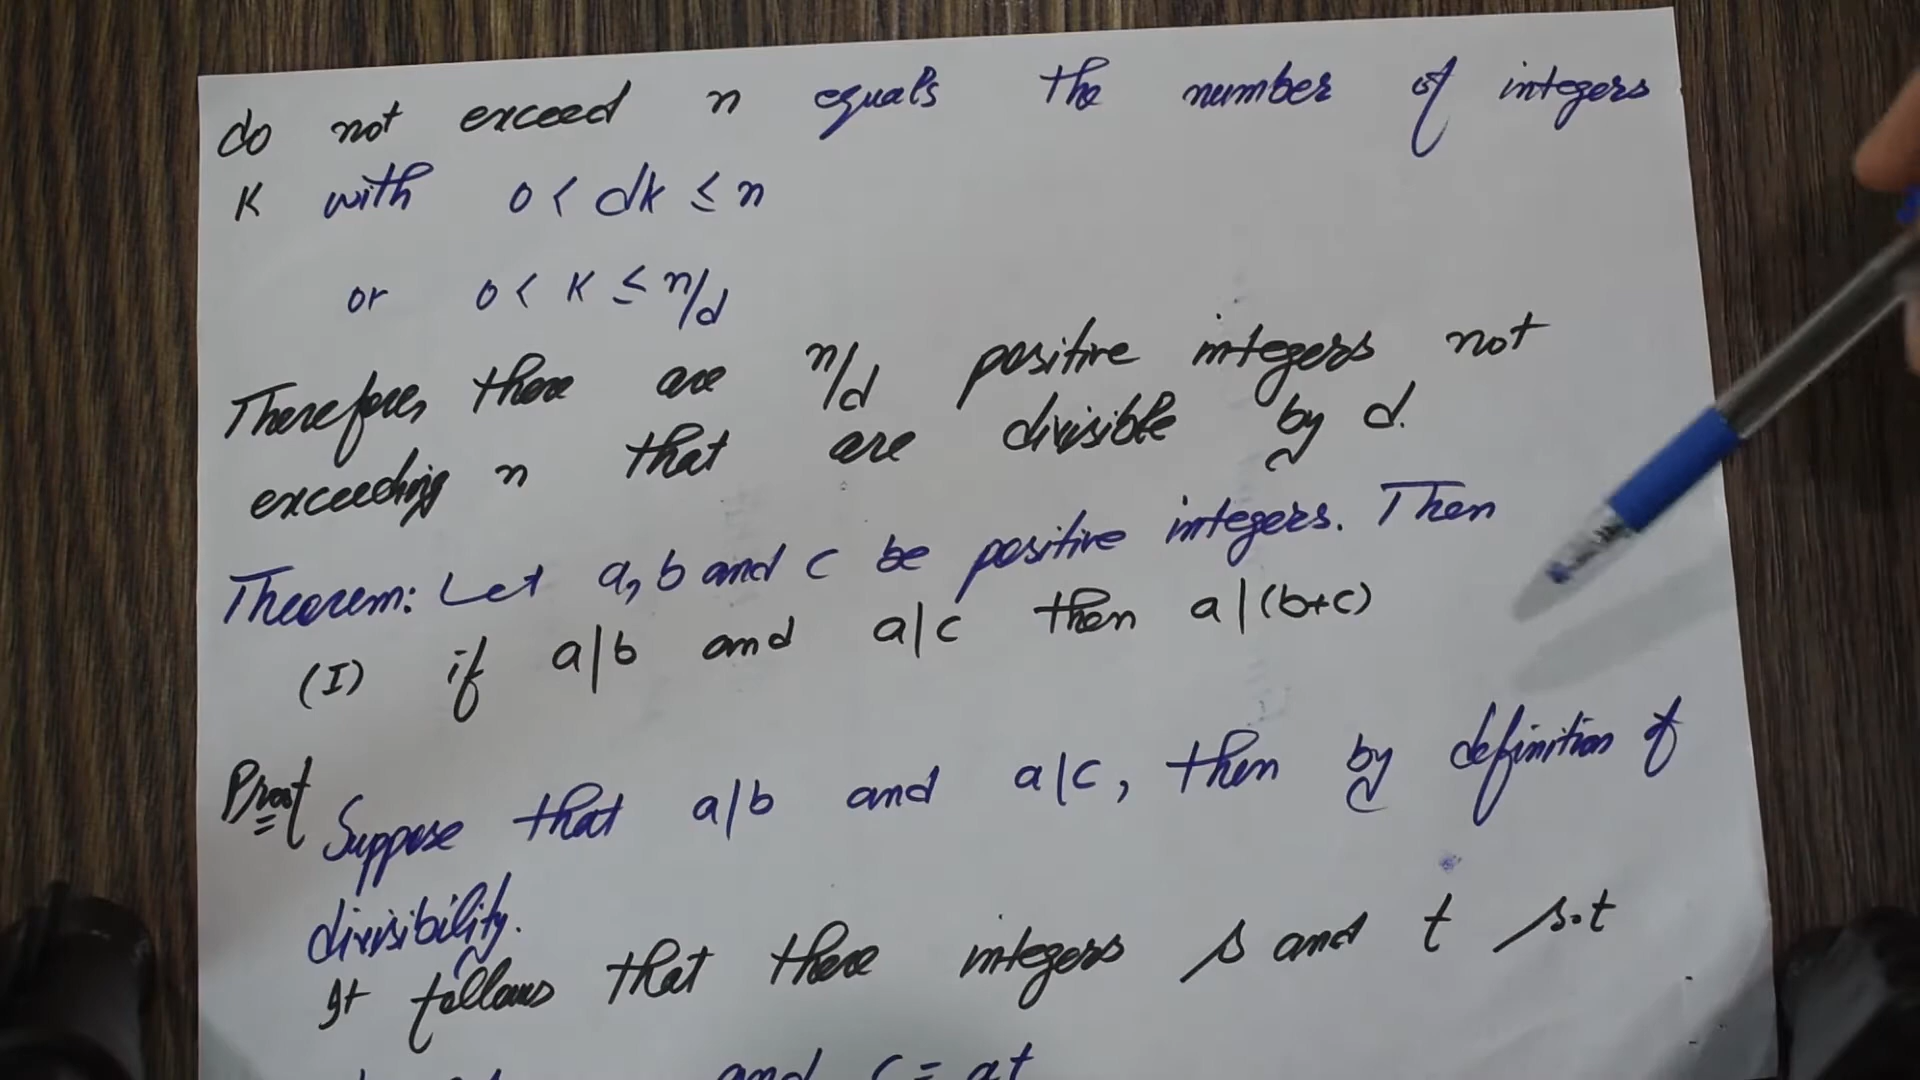 do not exceed n equals the number of integers
K with 0 < dk ≤ n
or 0 < K ≤ n/d
Therefore, there are n/d positive integers not
exceeding n that are divisible by d.
Theorem: Let a, b and c be positive integers. Then
(I) if a|b and a|c then a|(b+c)
Proof
Suppose that a|b and a|c, then by definition of
divisibility.
It follows that there integers s and t s.t
and c = at